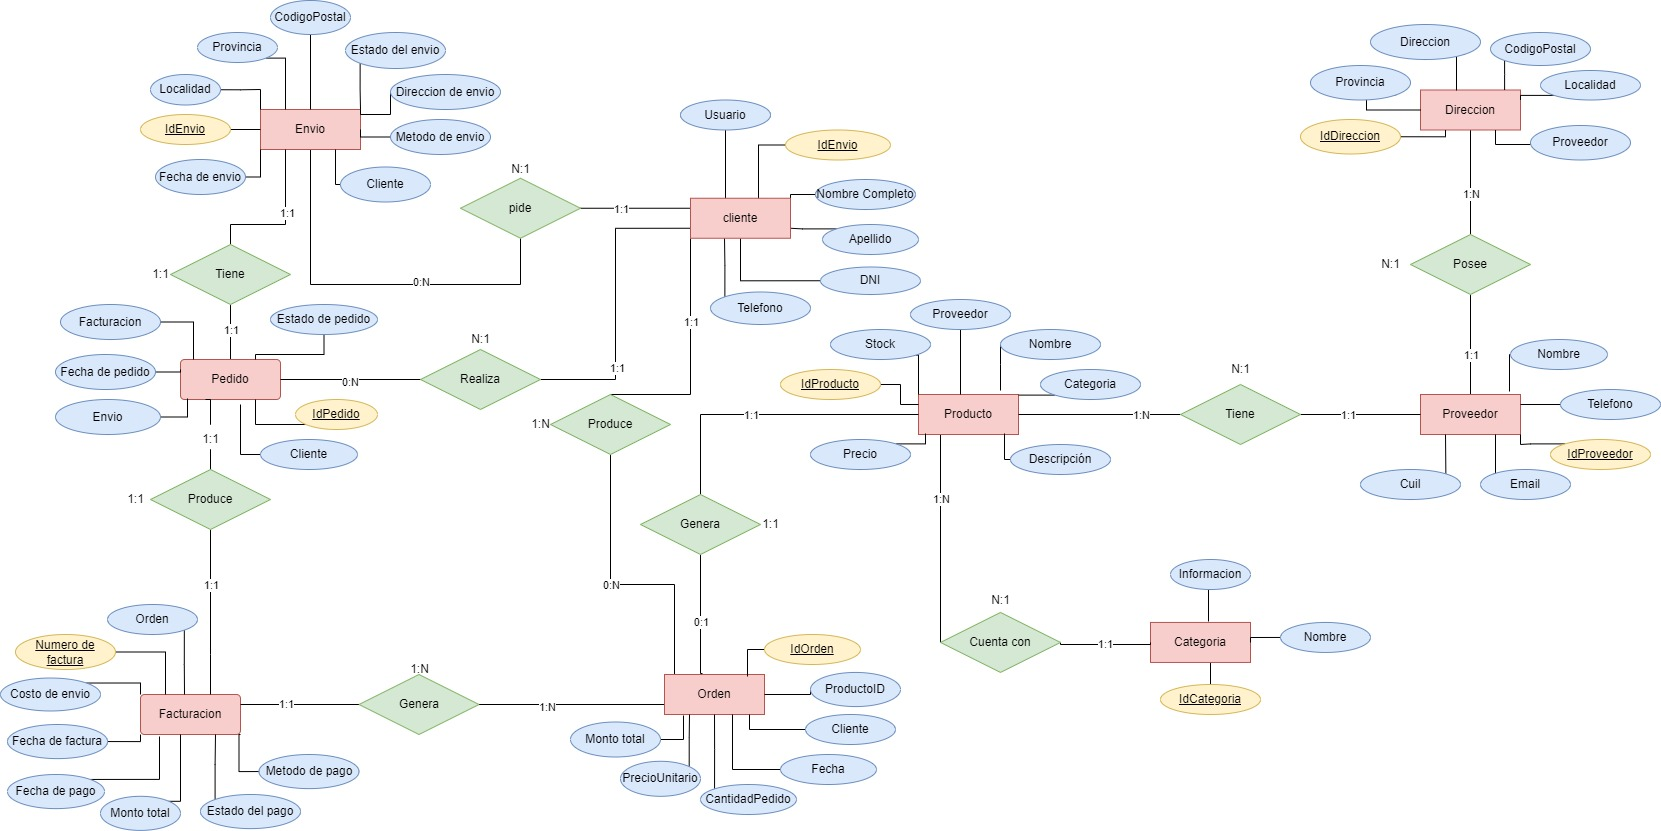 CodigoPostal
Provincia
Estado del envio
Localidad
Direccion de envio
IdEnvio
Envio
Metodo de envio
Fecha de envio
Cliente
1:1
Tiene
1:1
1:1
N:1
pide
1:1
0:N
Usuario
IdEnvio
Nombre Completo
cliente
Apellido
DNI
Telefono
1:1
1:1
Direccion
CodigoPostal
Provincia
Localidad
Direccion
IdDireccion
Proveedor
1:N
N:1
Posee
1:1
Facturacion
Estado de pedido
Fecha de pedido
Pedido
Envio
IdPedido
Cliente
0:N
N:1
Realiza
1:1
1:1
Produce
1:1
1:N
Produce
0:N
Proveedor
Stock
Nombre
IdProducto
Categoria
Producto
Precio
Descripción
1:1
1:N
N:1
Tiene
1:1
Nombre
Telefono
Proveedor
IdProveedor
Cuil
Email
1:N
Genera
1:1
0:1
N:1
Cuenta con
1:1
Informacion
Categoria
Nombre
IdCategoria
Orden
Numero de
factura
Costo de envio
Facturacion
Fecha de factura
Metodo de pago
Fecha de pago
Monto total
Estado del pago
1:1
1:N
Genera
1:N
IdOrden
Orden
ProductoID
Monto total
Cliente
PrecioUnitario
Fecha
CantidadPedido